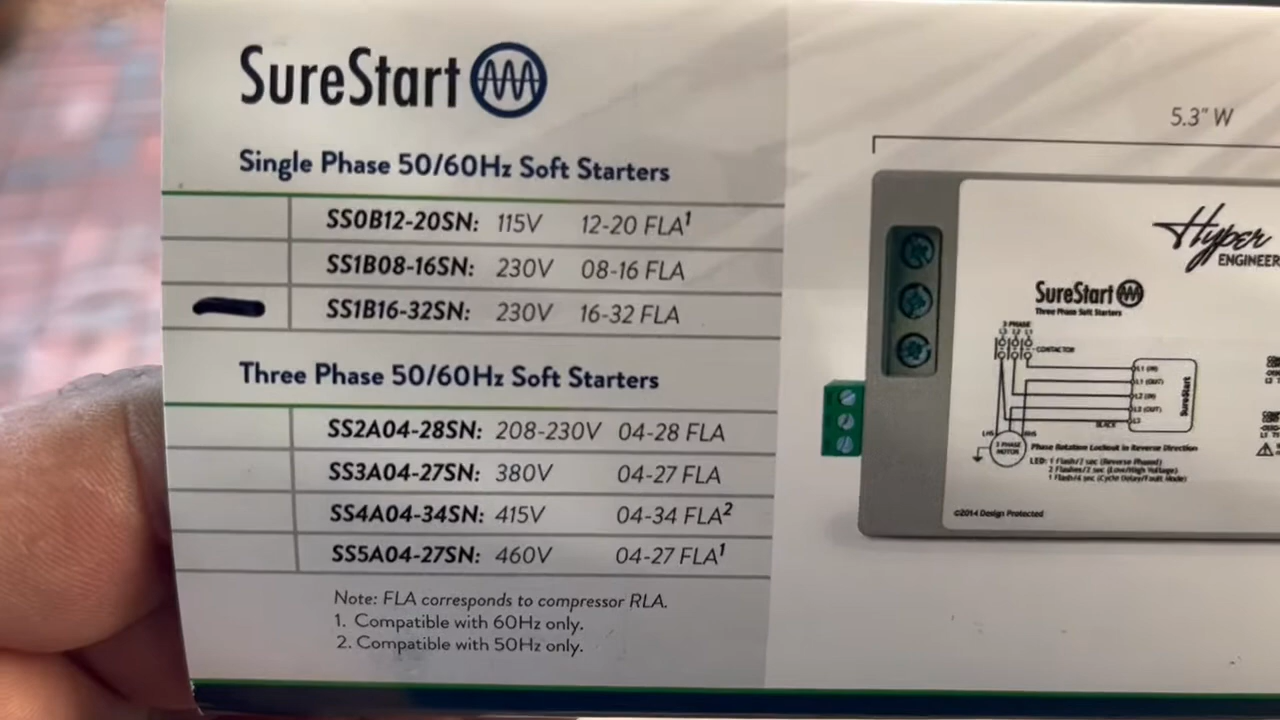 SureStart
Single Phase 50/60Hz Soft Starters
SS0B12-20SN: 115V 12-20 FLA¹
SS1B08-16SN: 230V 08-16 FLA
SS1B16-32SN: 230V 16-32 FLA
Three Phase 50/60Hz Soft Starters
SS2A04-28SN: 208-230V 04-28 FLA
SS3A04-27SN: 380V 04-27 FLA
SS4A04-34SN: 415V 04-34 FLA²
SS5A04-27SN: 460V 04-27 FLA¹
Note: FLA corresponds to compressor RLA.
1. Compatible with 60Hz only.
2. Compatible with 50Hz only.
5.3" W
Hyper
ENGINEER
SureStart
Three Phase Soft Starters
3 PHASE
L3 L2 L1
CONTACTOR
L1 (IN)
L1 (OUT)
L2 (IN)
L2 (OUT)
L3
BLACK
SureStart
3 PHASE
MOTOR
Phase Rotation Lockout in Reverse Direction
LED: 1 Flash/2 sec (Reverse Phased)
2 Flashes/2 sec (Low/High Voltage)
1 Flash/4 sec (Cycle Delay/Fault Mode)
©2014 Design Protected